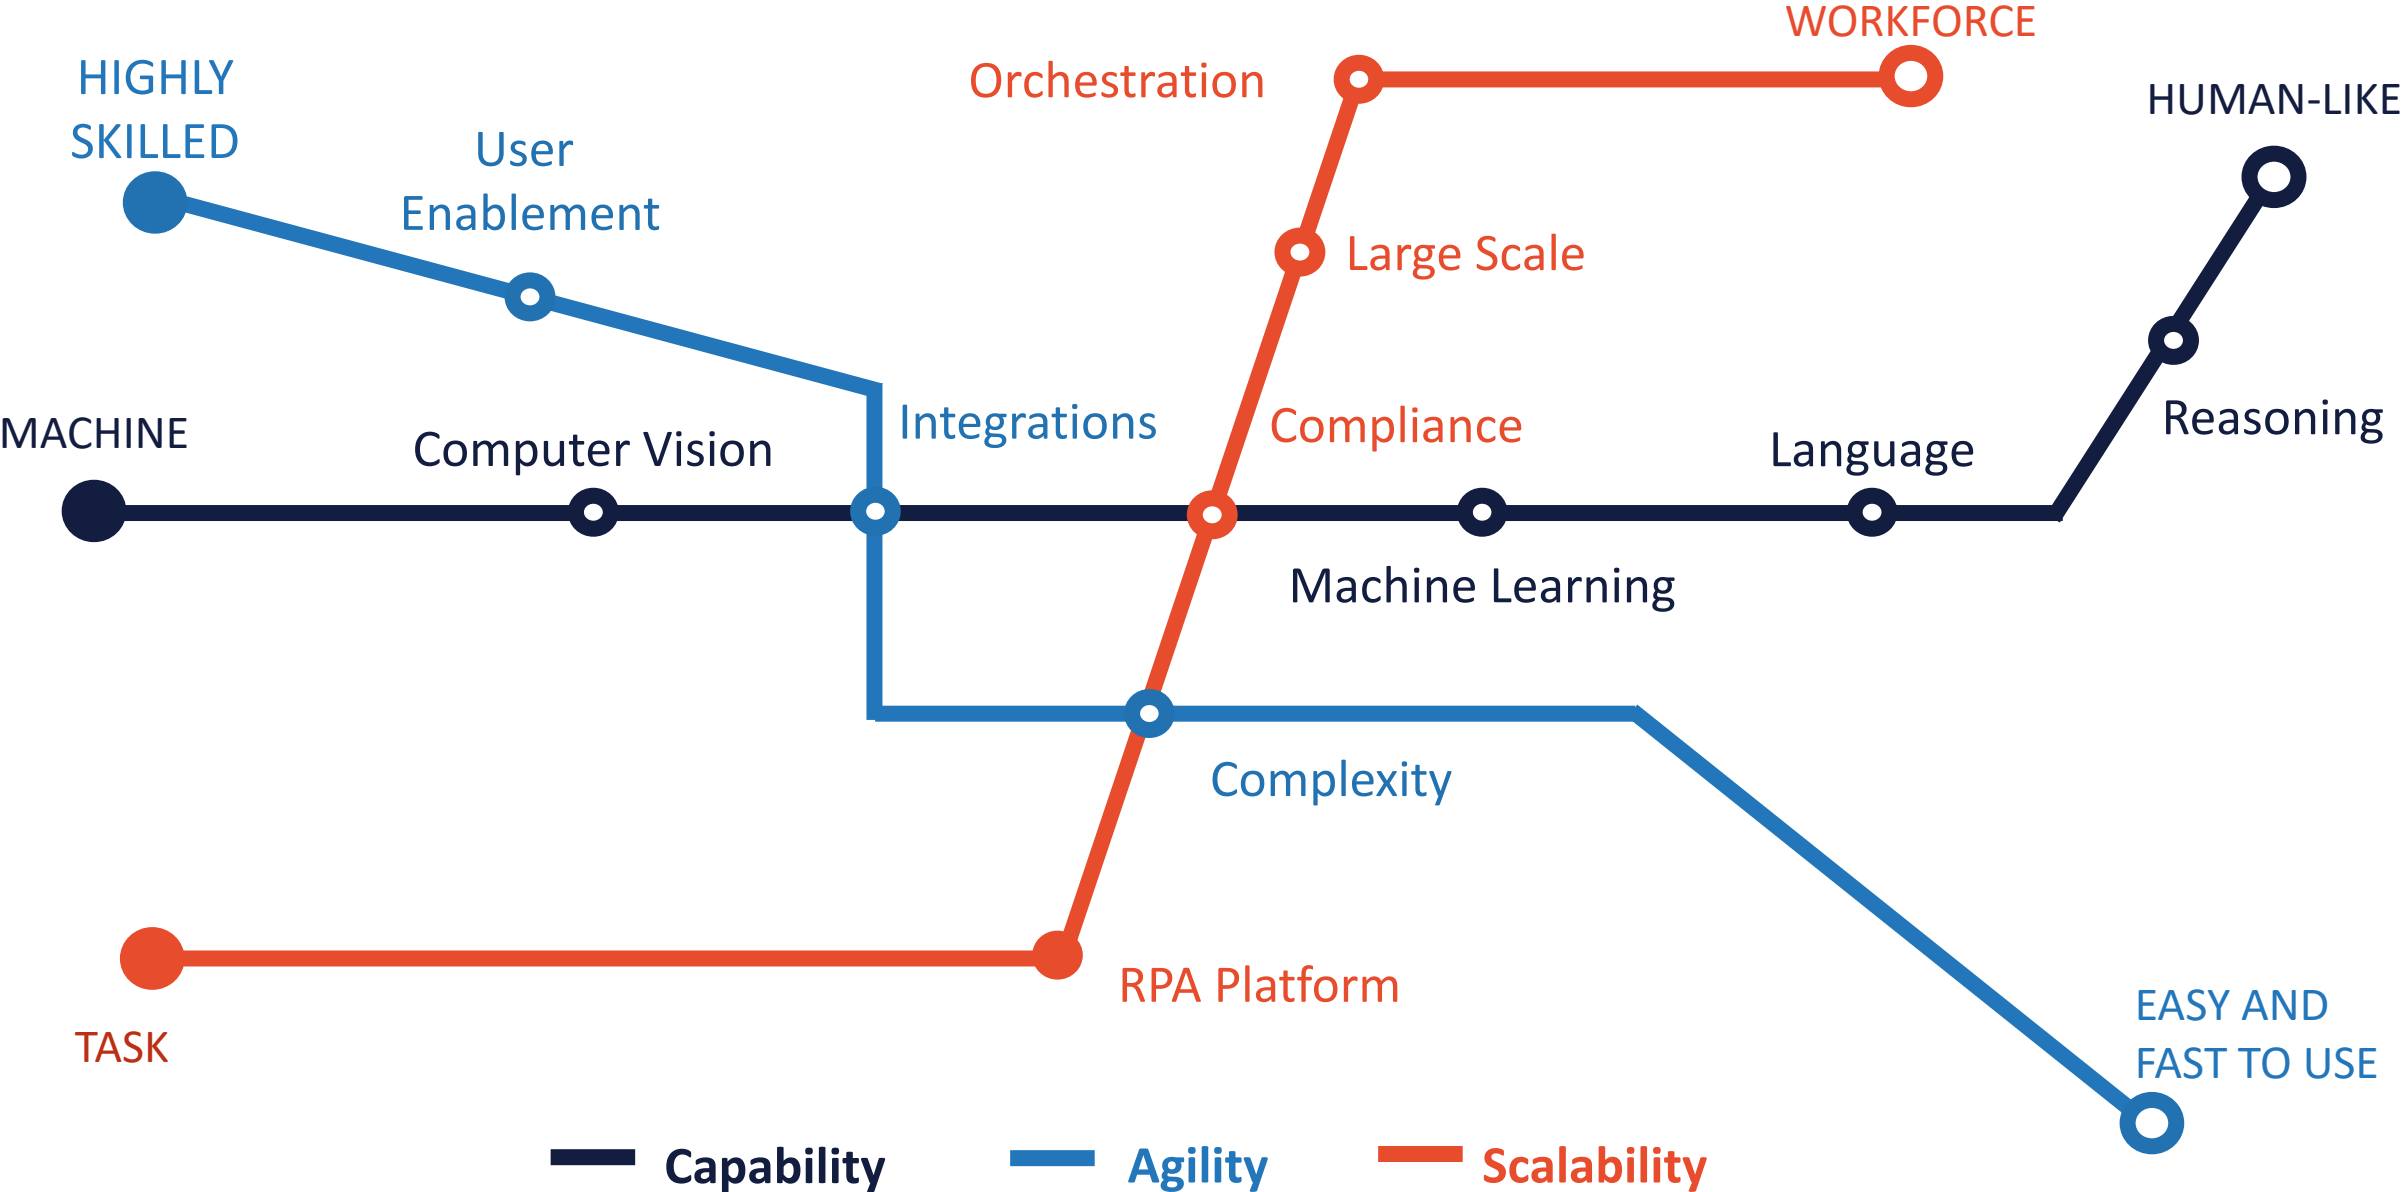 WORKFORCE
Orchestration
HIGHLY
SKILLED
HUMAN-LIKE
User
Enablement
Large Scale
MACHINE
Computer Vision
Integrations
Compliance
Language
Reasoning
Machine Learning
Complexity
RPA Platform
TASK
EASY AND
FAST TO USE
Capability
Agility
Scalability